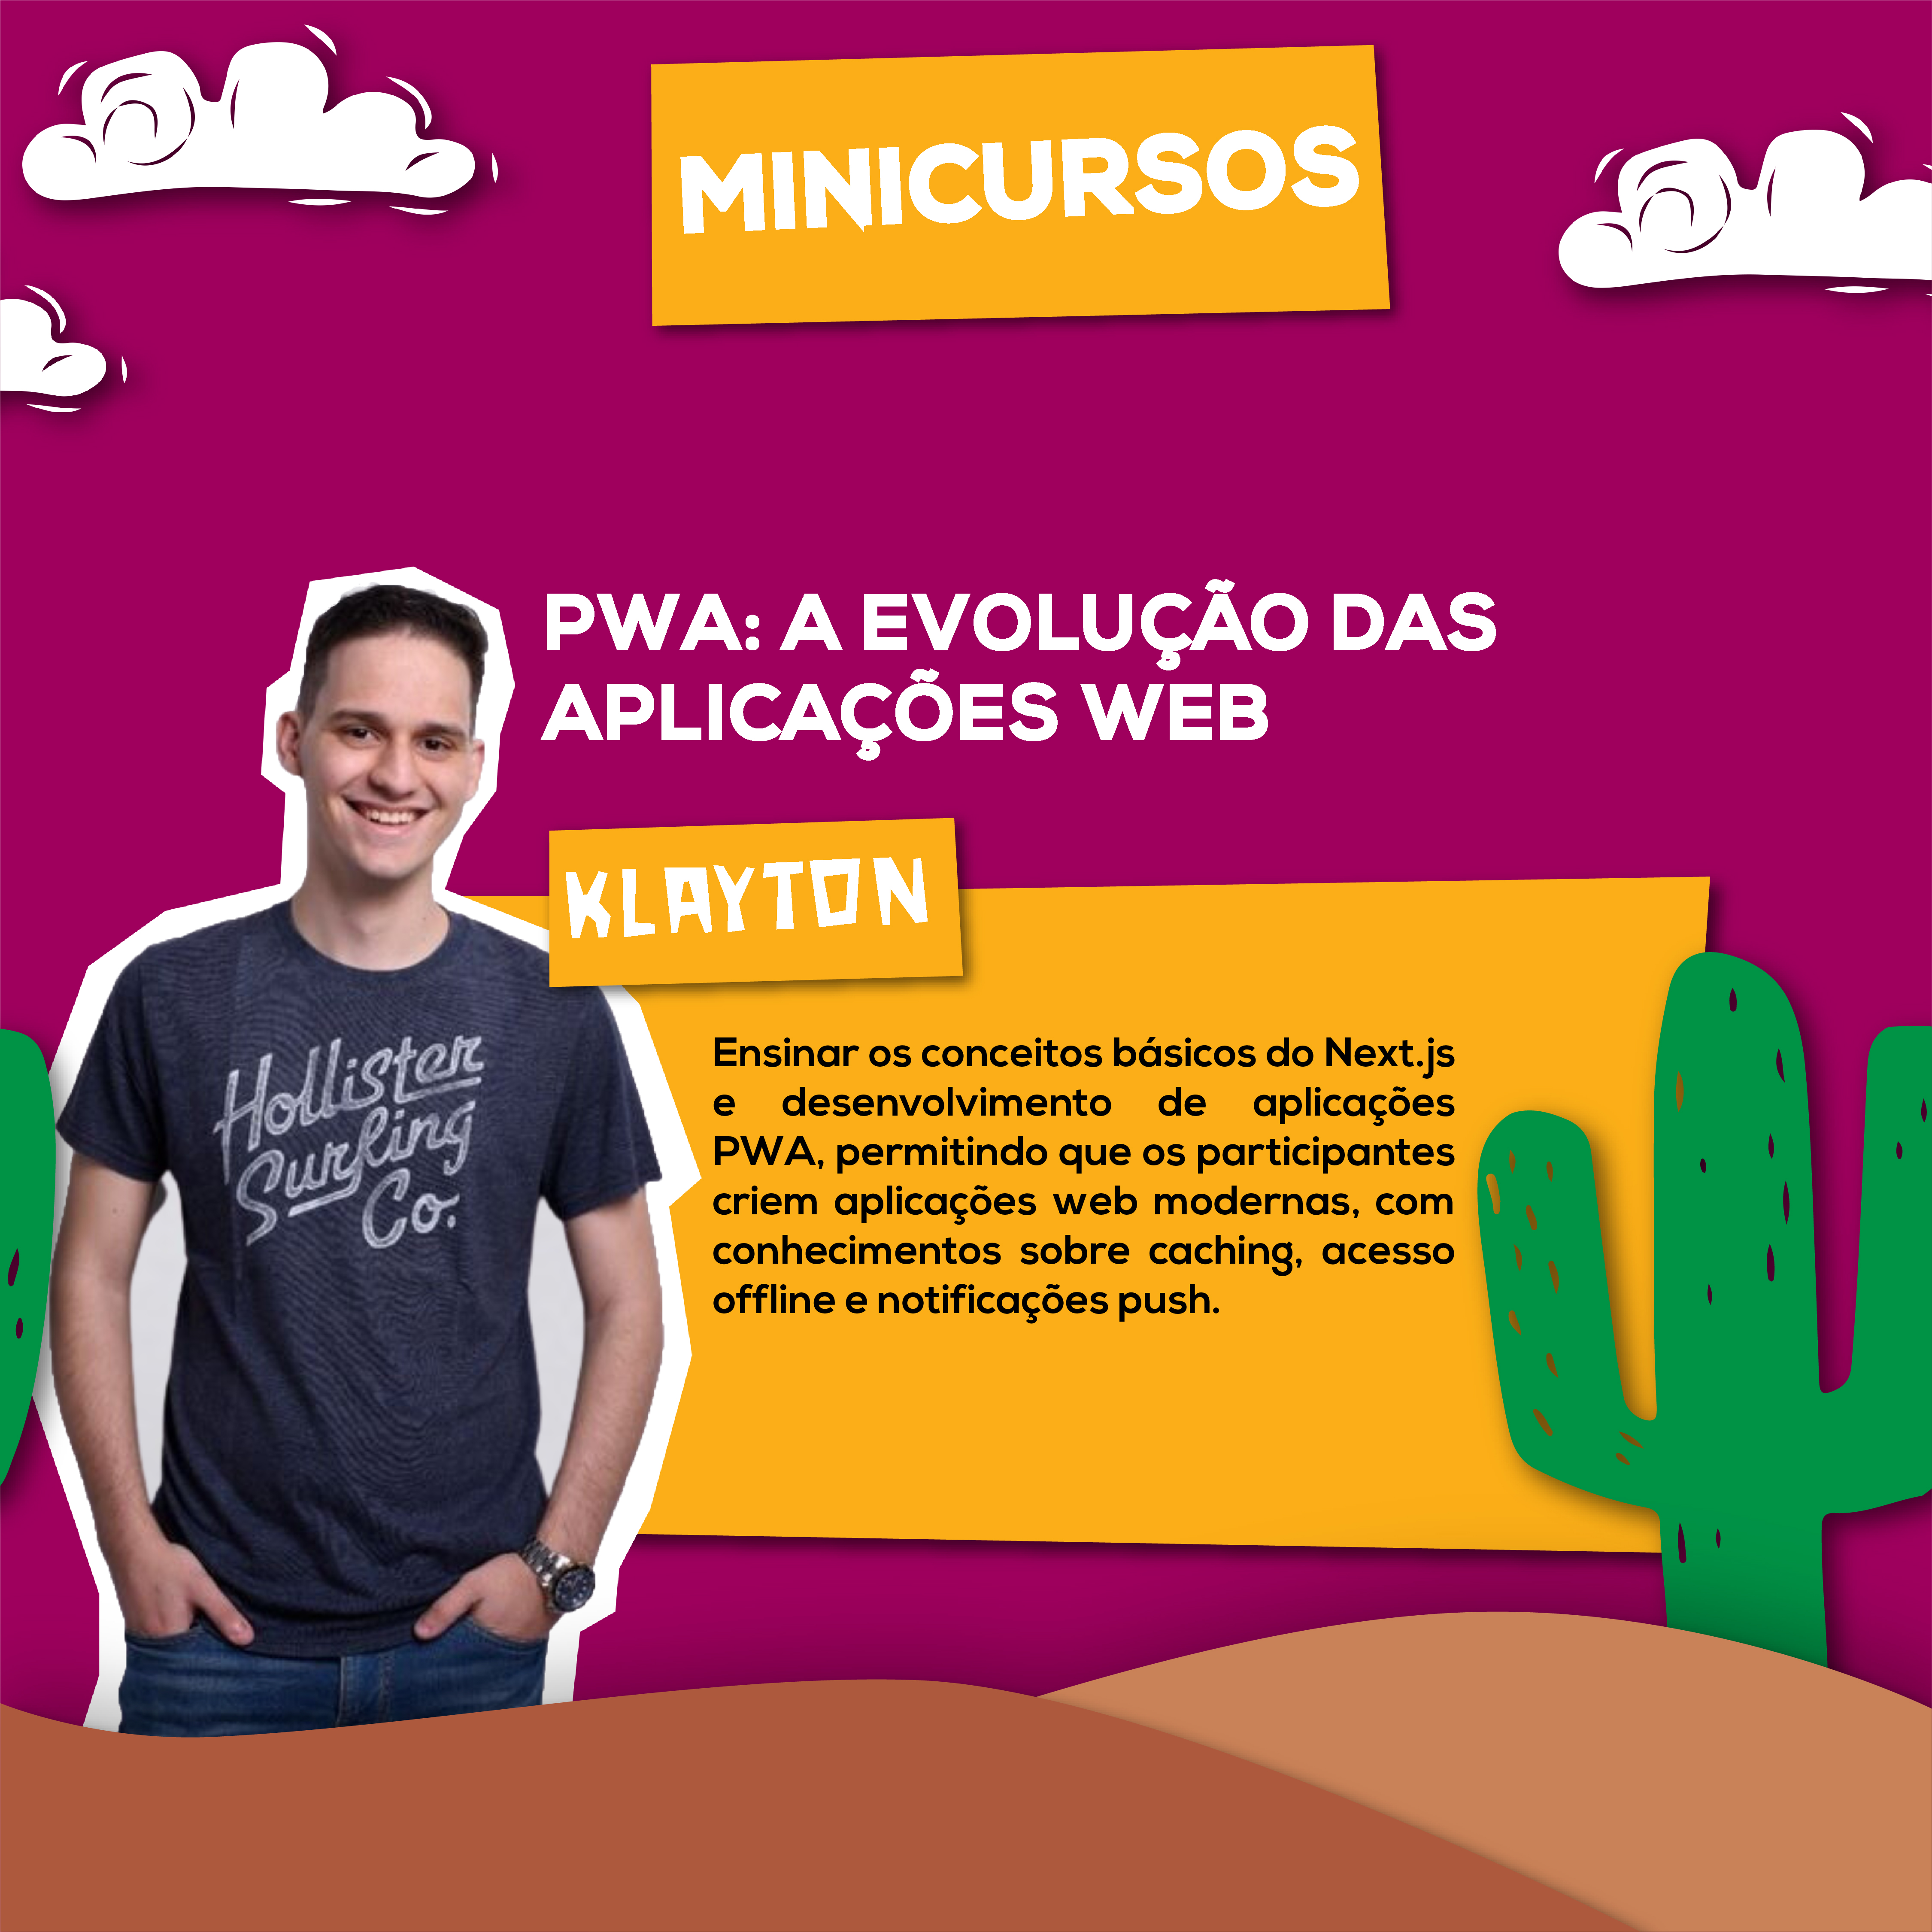 MINICURSOS
PWA: A EVOLUÇÃO DAS
APLICAÇÕES WEB
KLAYTON
Hollister
Surfing
Co.
Ensinar os conceitos básicos do Next.js
e desenvolvimento de aplicações
PWA, permitindo que os participantes
criem aplicações web modernas, com
conhecimentos sobre caching, acesso
offline e notificações push.